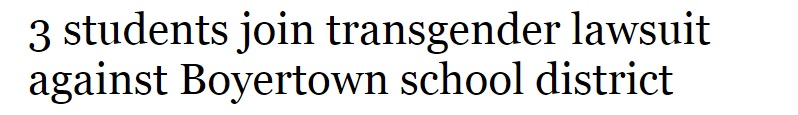 3 students join transgender lawsuit
against Boyertown school district